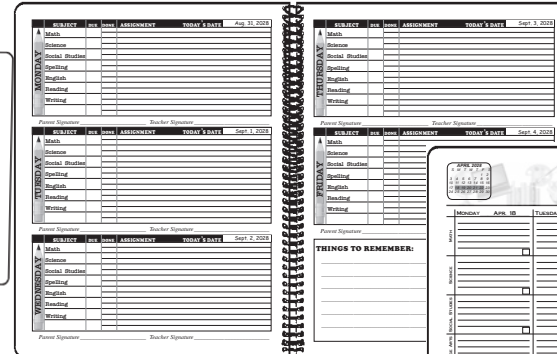 SUBJECT DUE DONE ASSIGNMENT TODAY'S DATE Aug. 31, 2028
MONDAY
Math
Science
Social Studies
Spelling
English
Reading
Writing
Parent Signature Teacher Signature
SUBJECT DUE DONE ASSIGNMENT TODAY'S DATE Sept. 1, 2028
TUESDAY
Math
Science
Social Studies
Spelling
English
Reading
Writing
Parent Signature Teacher Signature
SUBJECT DUE DONE ASSIGNMENT TODAY'S DATE Sept. 2, 2028
WEDNESDAY
Math
Science
Social Studies
Spelling
English
Reading
Writing
Parent Signature Teacher Signature
SUBJECT DUE DONE ASSIGNMENT TODAY'S DATE Sept. 3, 2028
THURSDAY
Math
Science
Social Studies
Spelling
English
Reading
Writing
Parent Signature Teacher Signature
SUBJECT DUE DONE ASSIGNMENT TODAY'S DATE Sept. 4, 2028
FRIDAY
Math
Science
Social Studies
Spelling
English
Reading
Writing
Parent Signature
THINGS TO REMEMBER:
APRIL 2028
S M T W T F S
MONDAY APR. 18 TUESDA
MATH
SCIENCE
SOCIAL STUDIES
ARTS